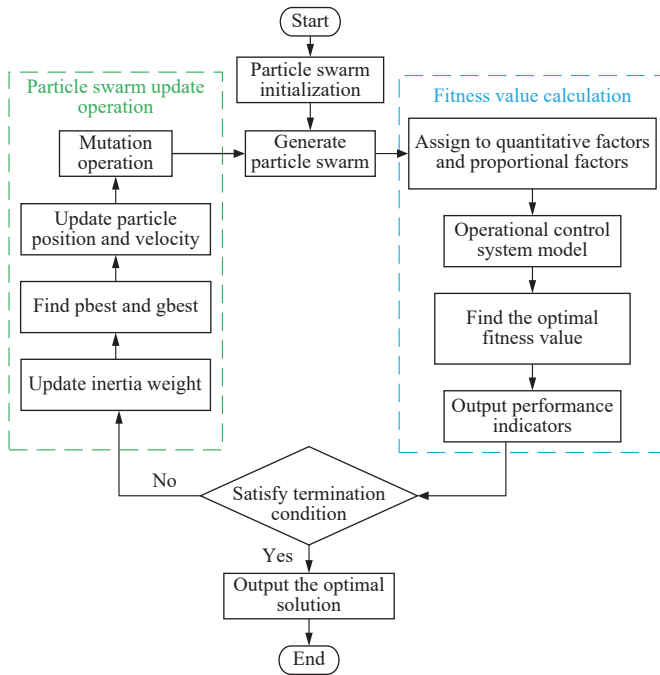 Start
Particle swarm
initialization
Generate
particle swarm
Particle swarm update
operation
Mutation
operation
Update particle
position and velocity
Find pbest and gbest
Update inertia weight
Fitness value calculation
Assign to quantitative factors
and proportional factors
Operational control
system model
Find the optimal
fitness value
Output performance
indicators
No
Satisfy termination
condition
Yes
Output the optimal
solution
End